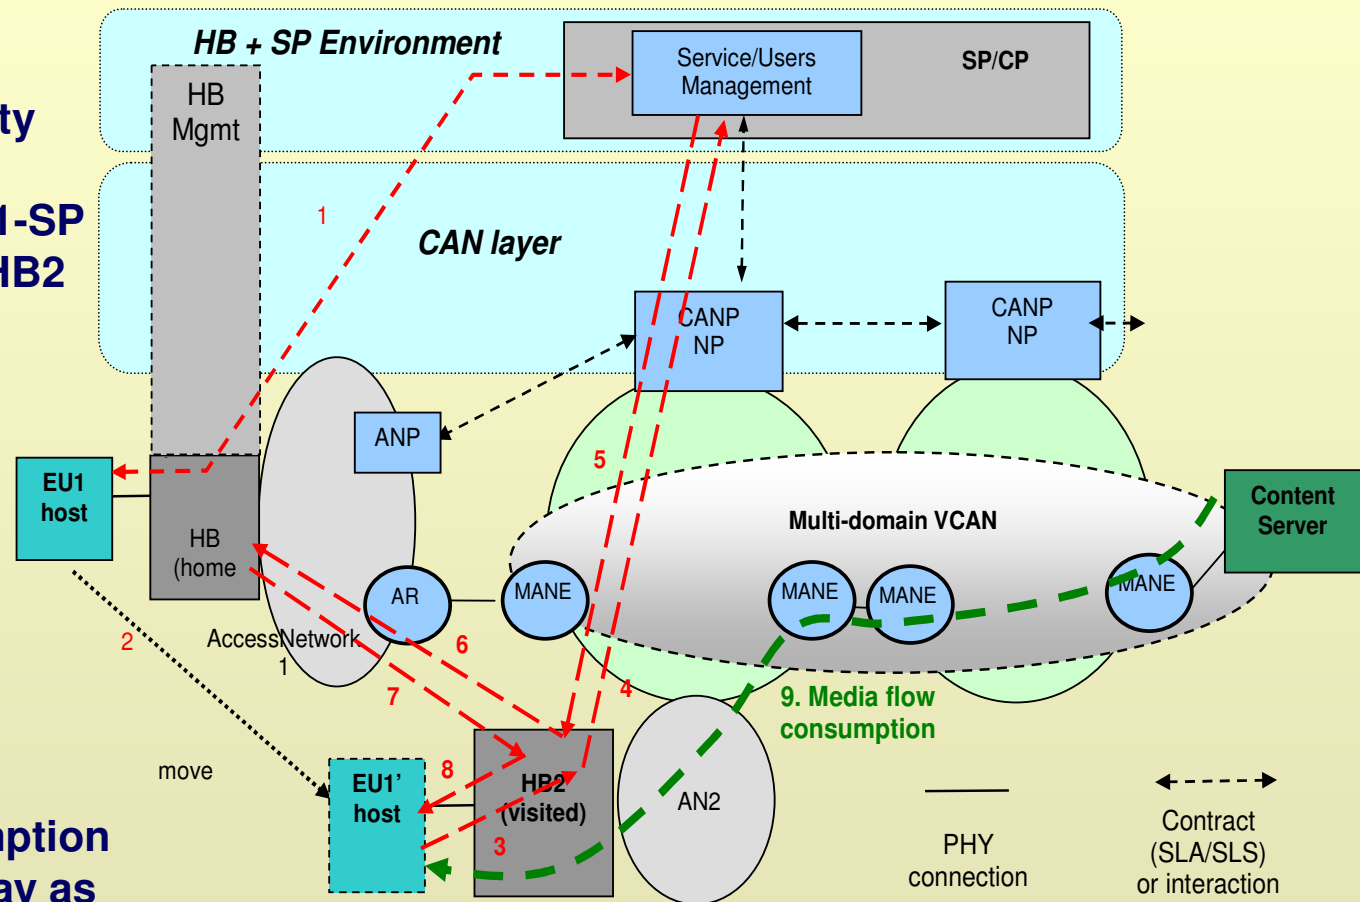 HB + SP Environment
HB
Mgmt
Service/Users
Management
SP/CP
ty
1-SP
HB2
1
CAN layer
CANP
NP
CANP
NP
ANP
EU1
host
HB
(home
5
Multi-domain VCAN
Content
Server
AR
MANE
MANE
MANE
MANE
2
AccessNetwork
1
6
7
4
9. Media flow
consumption
move
EU1'
host
8
HB2
(visited)
3
AN2
PHY
connection
Contract
(SLA/SLS)
or interaction
mption
ay as